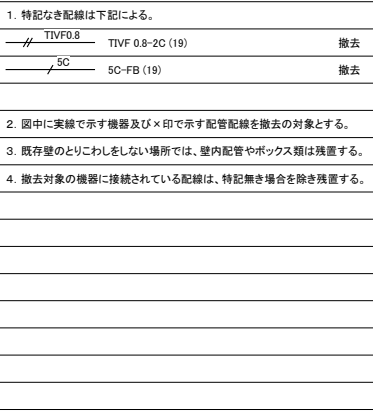 1. 特記なき配線は下記による。
TIVF0.8 TIVF 0.8-2C (19) 撤去
5C 5C-FB (19) 撤去
2. 図中に実線で示す機器及び×印で示す配管配線を撤去の対象とする。
3. 既存壁のとりこわしをしない場所では、壁内配管やボックス類は残置する。
4. 撤去対象の機器に接続されている配線は、特記無き場合を除き残置する。